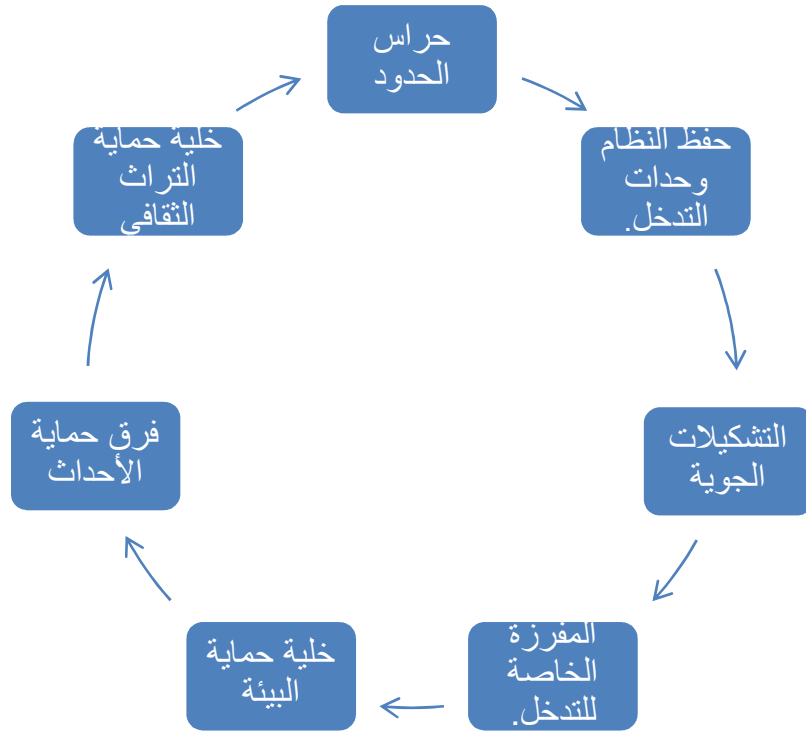 حراس
الحدود
حفظ النظام
وحدات
التدخل.
التشكيلات
الجوية
المفرزة
الخاصة
للتدخل.
خلية حماية
البيئة
فرق حماية
الأحداث
خلية حماية
التراث
الثقافي